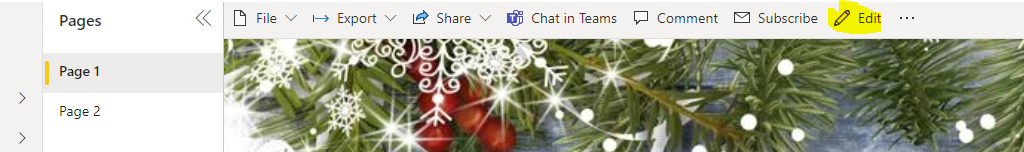 Pages
File
Export
Share
Chat in Teams
Comment
Subscribe
Edit
Page 1
Page 2